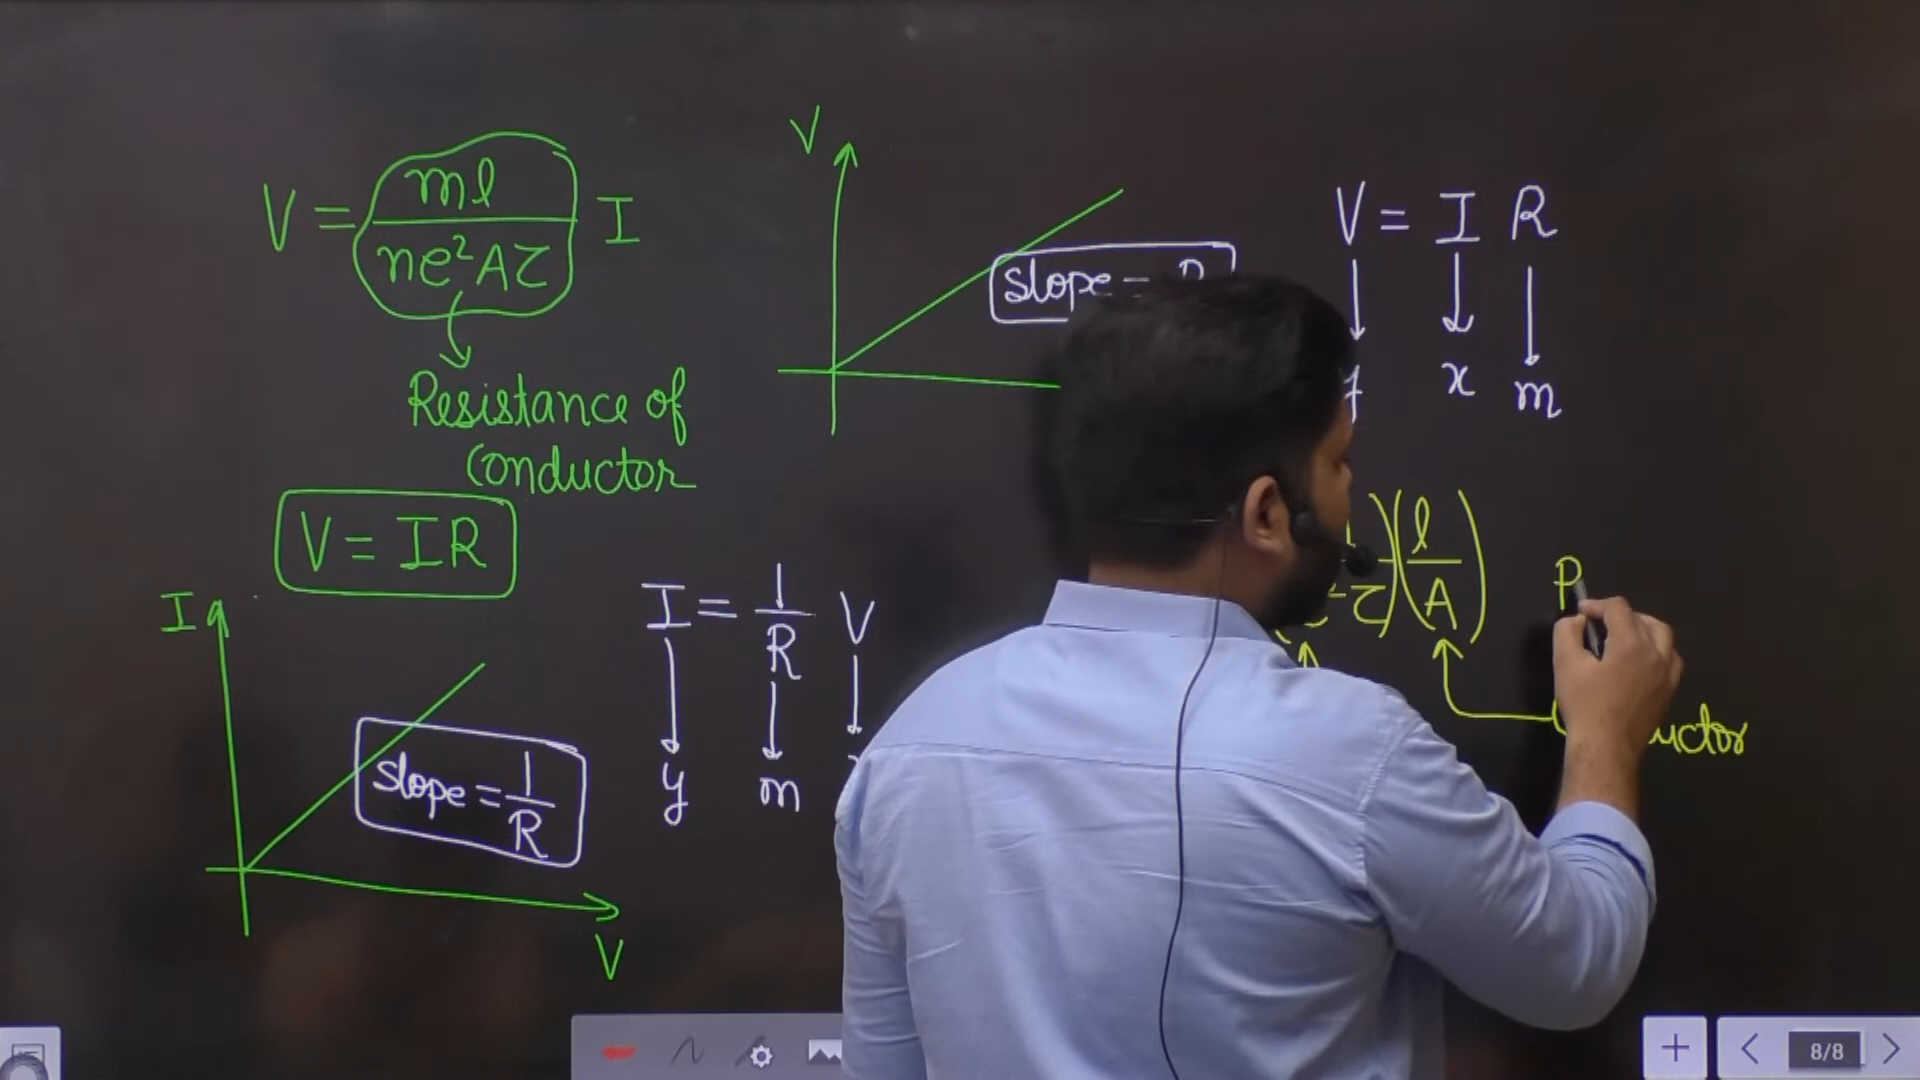 V = ml / ne²Aτ I
Resistance of
Conductor
V = IR
I
slope = 1/R
V
I = 1/R V
y m
V
slope =
V = I R
x m
τ) (l/A)
P
uctor
8/8